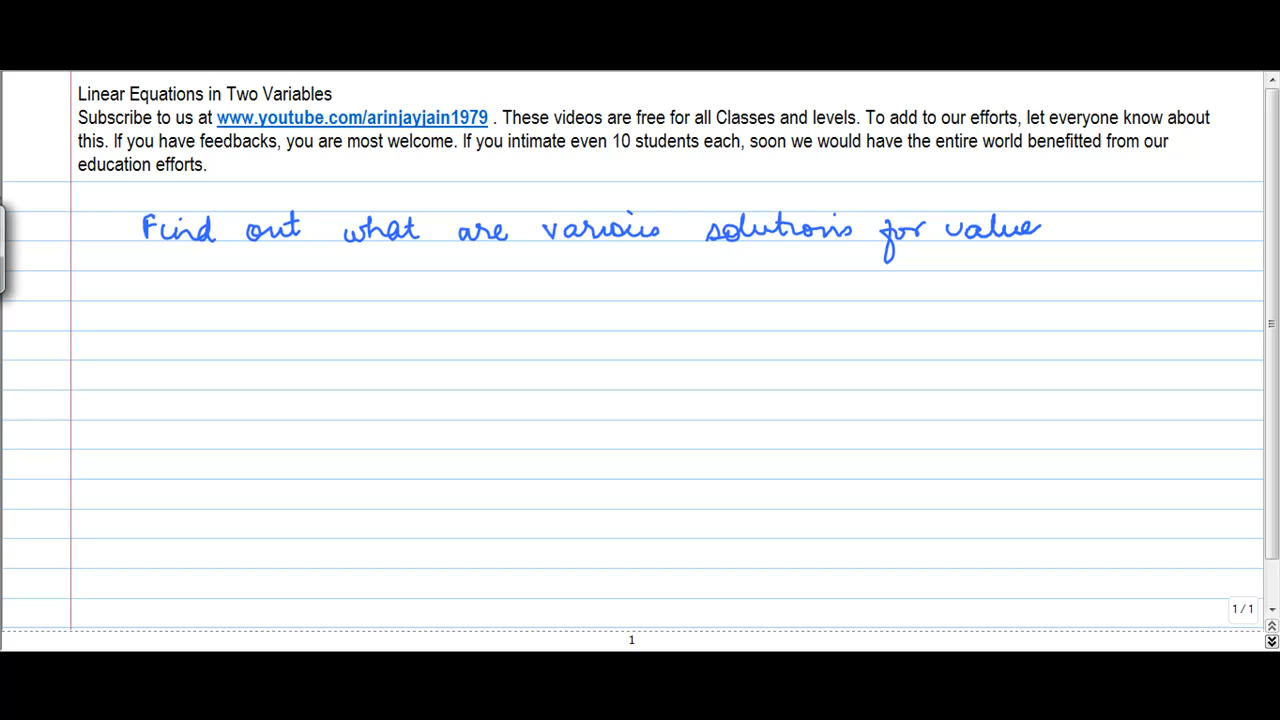 Linear Equations in Two Variables
Subscribe to us at www.youtube.com/arinjayjain1979 . These videos are free for all Classes and levels. To add to our efforts, let everyone know about
this. If you have feedbacks, you are most welcome. If you intimate even 10 students each, soon we would have the entire world benefitted from our
education efforts.
Find out what are various solutions for value
1 / 1
1